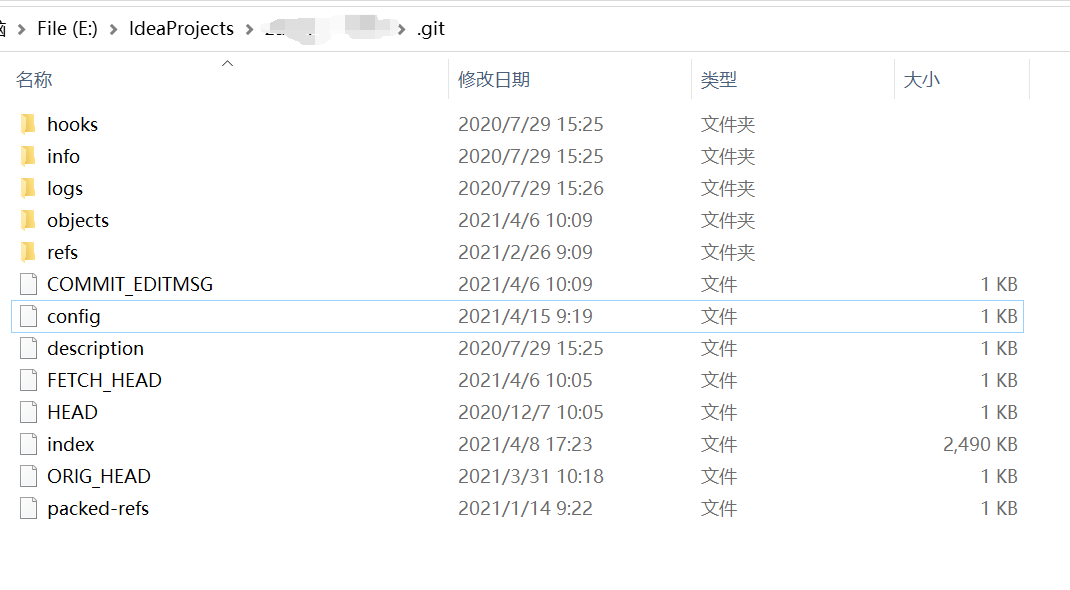 File (E:) > IdeaProjects > > .git
名称 修改日期 类型 大小
hooks 2020/7/29 15:25 文件夹
info 2020/7/29 15:25 文件夹
logs 2020/7/29 15:26 文件夹
objects 2021/4/6 10:09 文件夹
refs 2021/2/26 9:09 文件夹
COMMIT_EDITMSG 2021/4/6 10:09 文件 1 KB
config 2021/4/15 9:19 文件 1 KB
description 2020/7/29 15:25 文件 1 KB
FETCH_HEAD 2021/4/6 10:05 文件 1 KB
HEAD 2020/12/7 10:05 文件 1 KB
index 2021/4/8 17:23 文件 2,490 KB
ORIG_HEAD 2021/3/31 10:18 文件 1 KB
packed-refs 2021/1/14 9:22 文件 1 KB